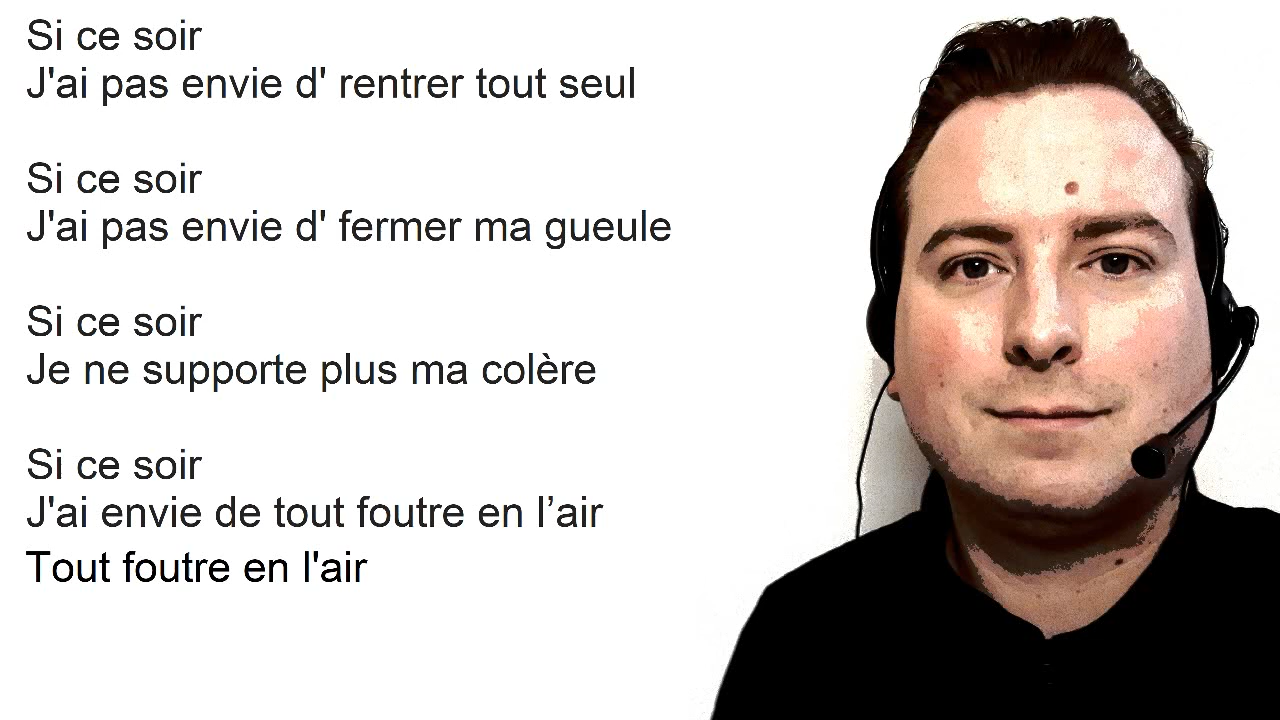 Si ce soir
J'ai pas envie d' rentrer tout seul
Si ce soir
J'ai pas envie d' fermer ma gueule
Si ce soir
Je ne supporte plus ma colère
Si ce soir
J'ai envie de tout foutre en l’air
Tout foutre en l'air